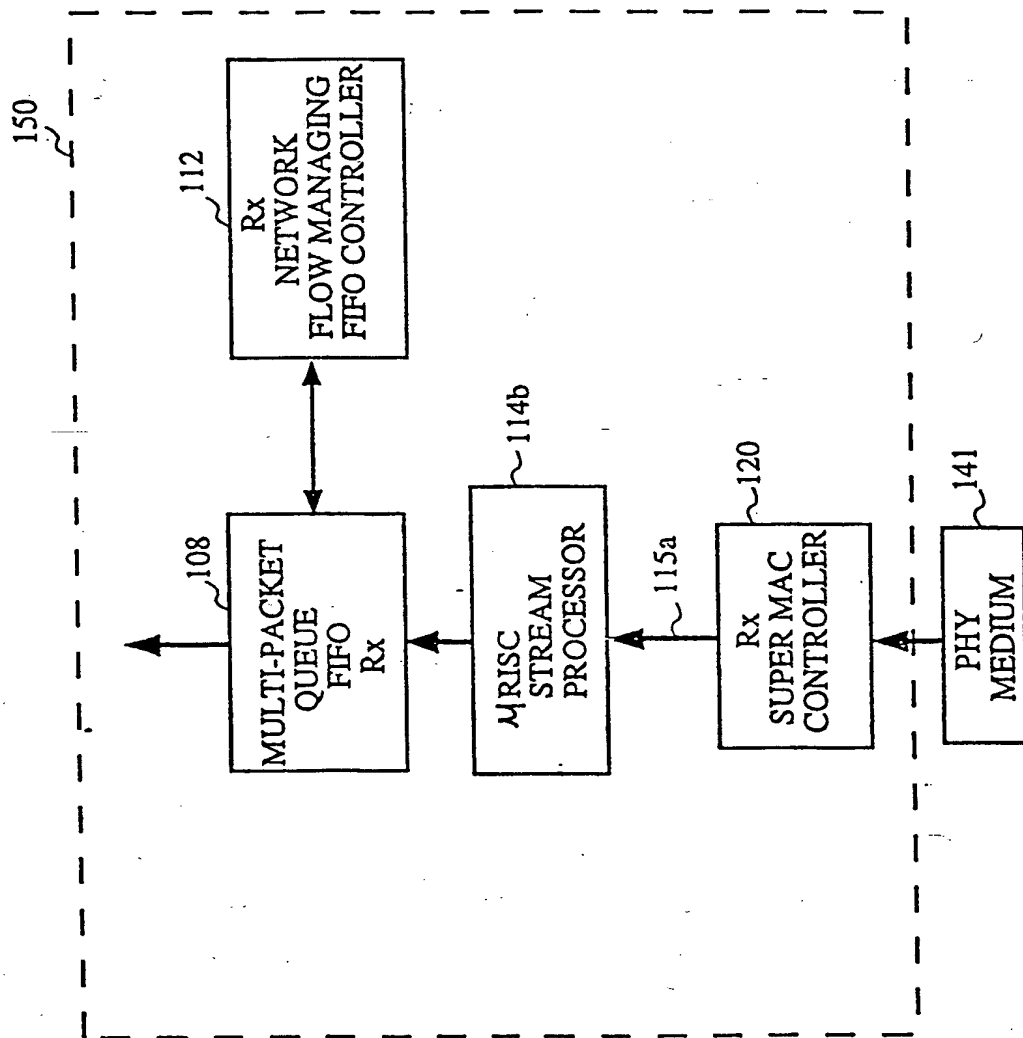 150
112
Rx
NETWORK
FLOW MANAGING
FIFO CONTROLLER
108
MULTI-PACKET
QUEUE
FIFO
Rx
114b
μRISC
STREAM
PROCESSOR
115a
120
Rx
SUPER MAC
CONTROLLER
141
PHY
MEDIUM